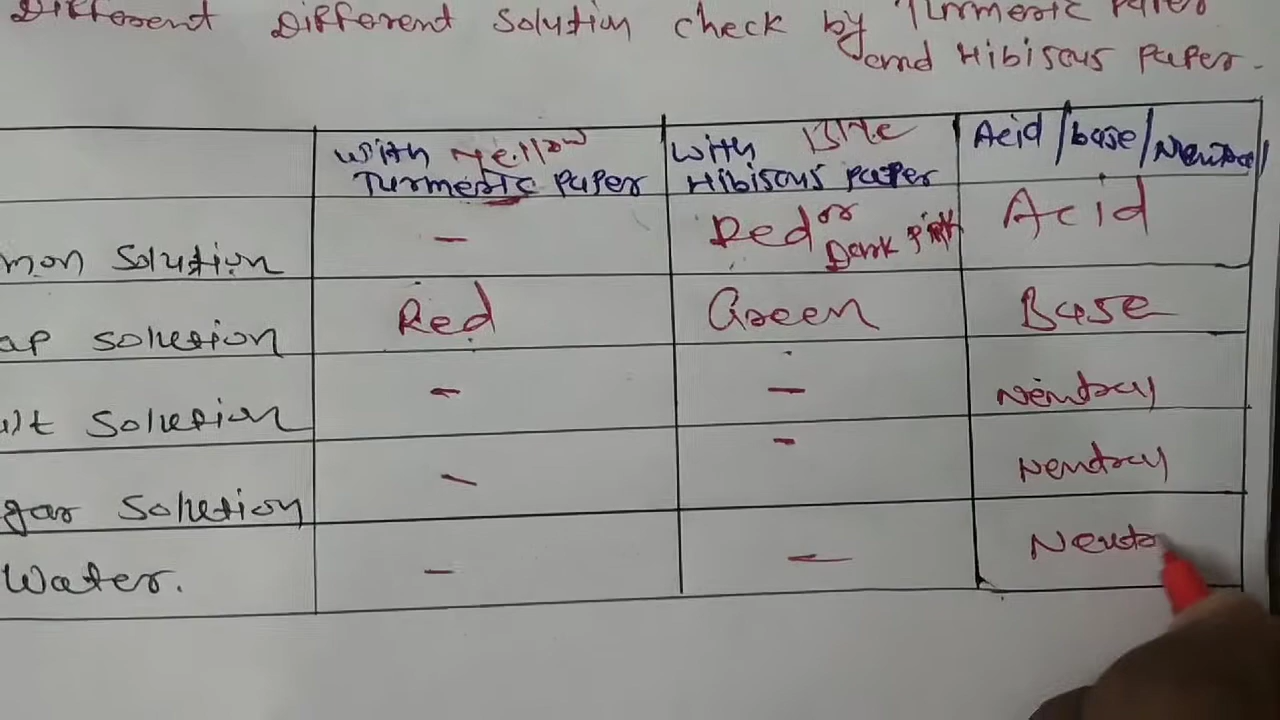 Different Different Solution check by Turmeric Paper
and Hibiscus Paper.
With Yellow Turmeric Paper
With Blue Hibiscus Paper
Acid/base/Neutral
mon Solution - Red or Dark pink Acid
ap solution Red Green Base
ult Solution - - Neutral
gar Solution - - Neutral
Water. - - Neutr